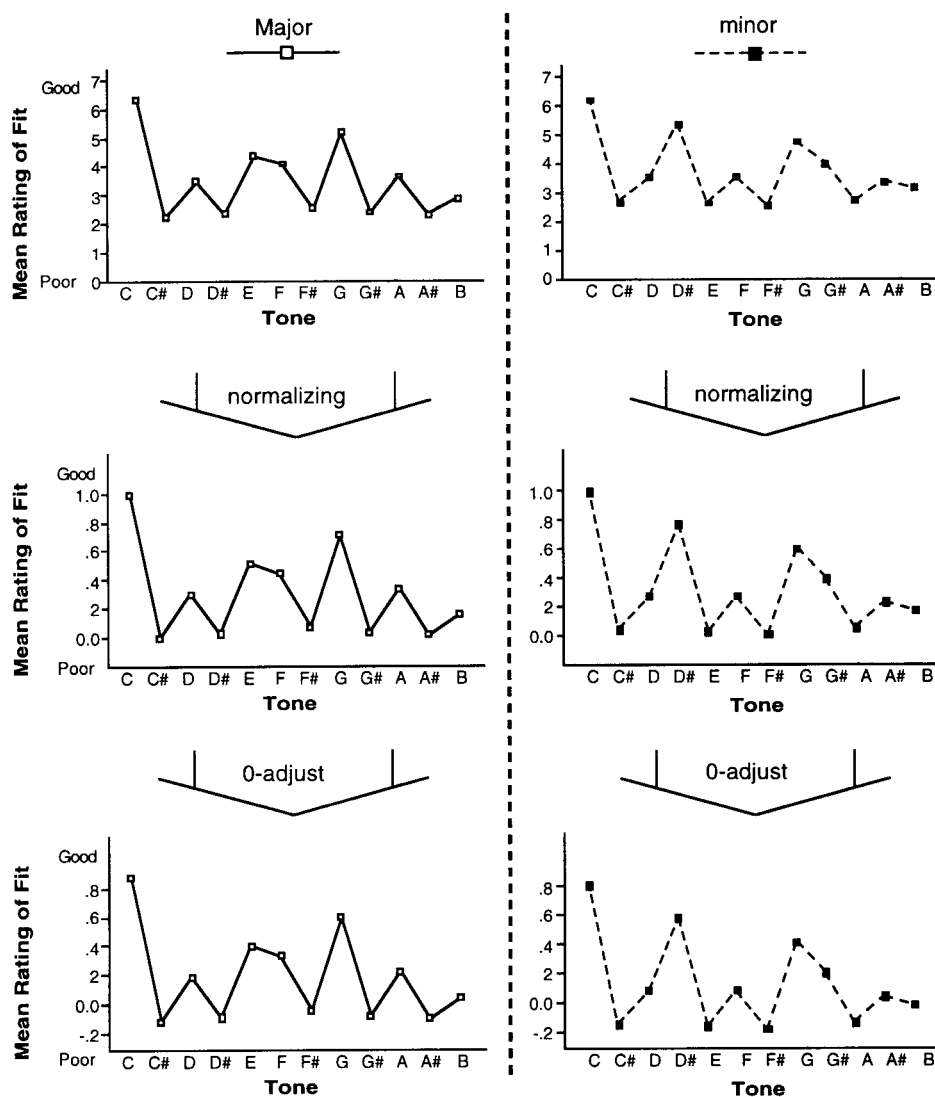 Major
Mean Rating of Fit
Good
7
6
5
4
3
2
1
0
Poor
C C# D D# E F F# G G# A A# B
Tone
minor
7
6
5
4
3
2
1
0
C C# D D# E F F# G G# A A# B
Tone
normalizing
normalizing
Mean Rating of Fit
Good
1.0
.8
.6
.4
2
0.0
Poor
C C# D D# E F F# G G# A A# B
Tone
1.0
.8
.6
.4
2
0.0
C C# D D# E F F# G G# A A# B
Tone
0-adjust
0-adjust
Mean Rating of Fit
Good
.8
.6
.4
2
0.0
-.2
Poor
C C# D D# E F F# G G# A A# B
Tone
.8
.6
.4
.2
0.0
-.2
C C# D D# E F F# G G# A A# B
Tone